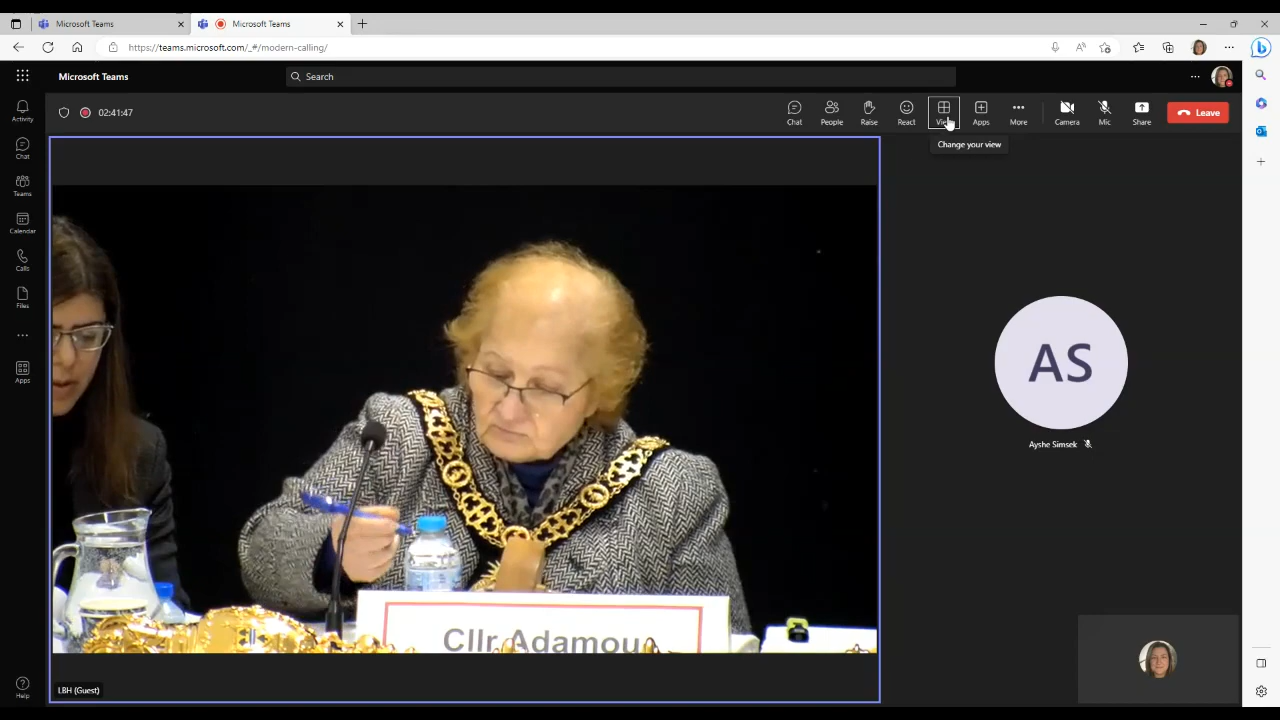 Microsoft Teams
Microsoft Teams
https://teams.microsoft.com/_#/modern-calling/
Microsoft Teams
Search
02:41:47
Chat
People
Raise
React
View
Apps
More
Camera
Mic
Share
Leave
Change your view
Activity
Chat
Teams
Calendar
Calls
Files
Apps
Help
AS
Ayshe Simsek
Cllr Adamou
LBH (Guest)